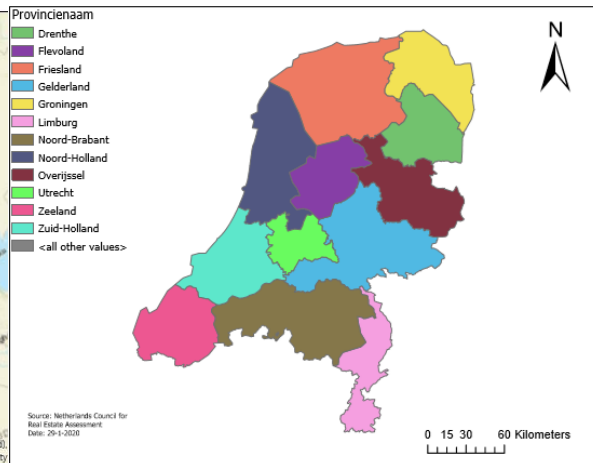 Provincienaam
Drenthe
Flevoland
Friesland
Gelderland
Groningen
Limburg
Noord-Brabant
Noord-Holland
Overijssel
Utrecht
Zeeland
Zuid-Holland
<all other values>
N
Source: Netherlands Council for
Real Estate Assessment
Date: 29-1-2020
0 15 30 60 Kilometers